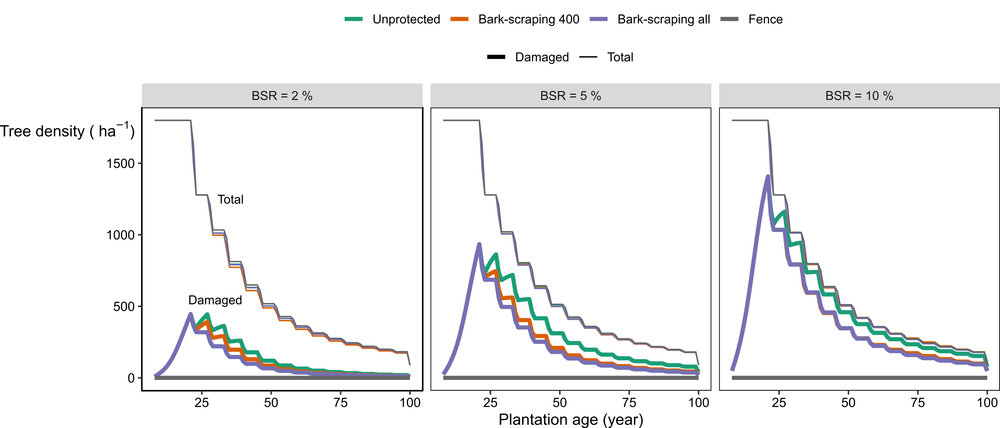 Unprotected Bark-scraping 400 Bark-scraping all Fence
Damaged Total
BSR = 2 % BSR = 5 % BSR = 10 %
Tree density ( ha⁻¹)
1500
1000
500
0
Total
Damaged
25 50 75 100 25 50 75 100 25 50 75 100
Plantation age (year)